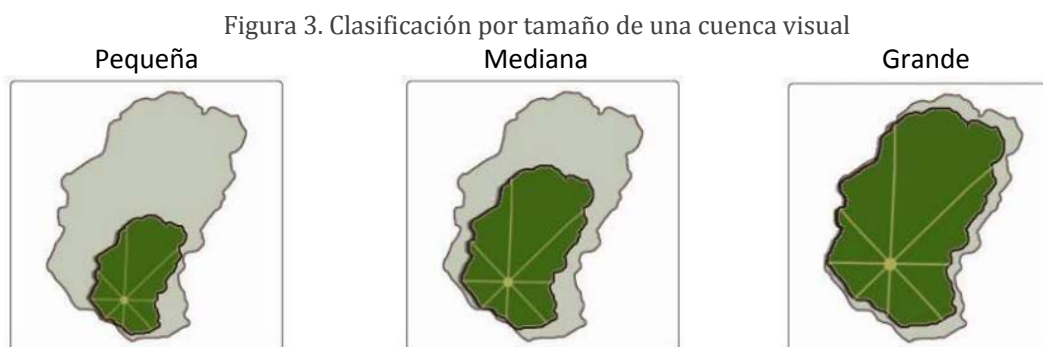 Figura 3. Clasificación por tamaño de una cuenca visual
Pequeña Mediana Grande